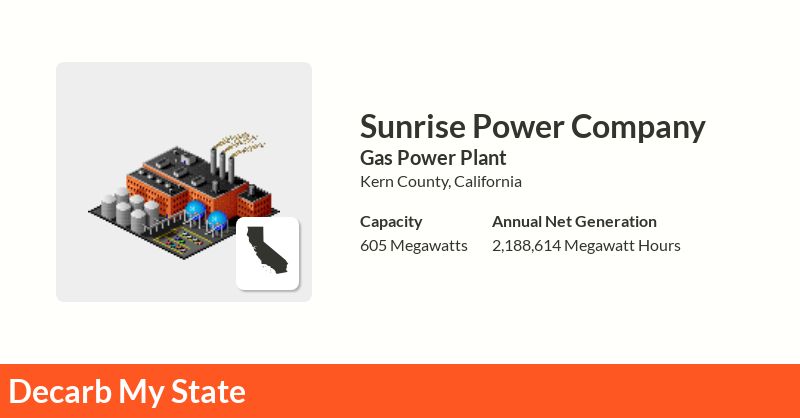 Sunrise Power Company
Gas Power Plant
Kern County, California
Capacity
605 Megawatts
Annual Net Generation
2,188,614 Megawatt Hours
Decarb My State